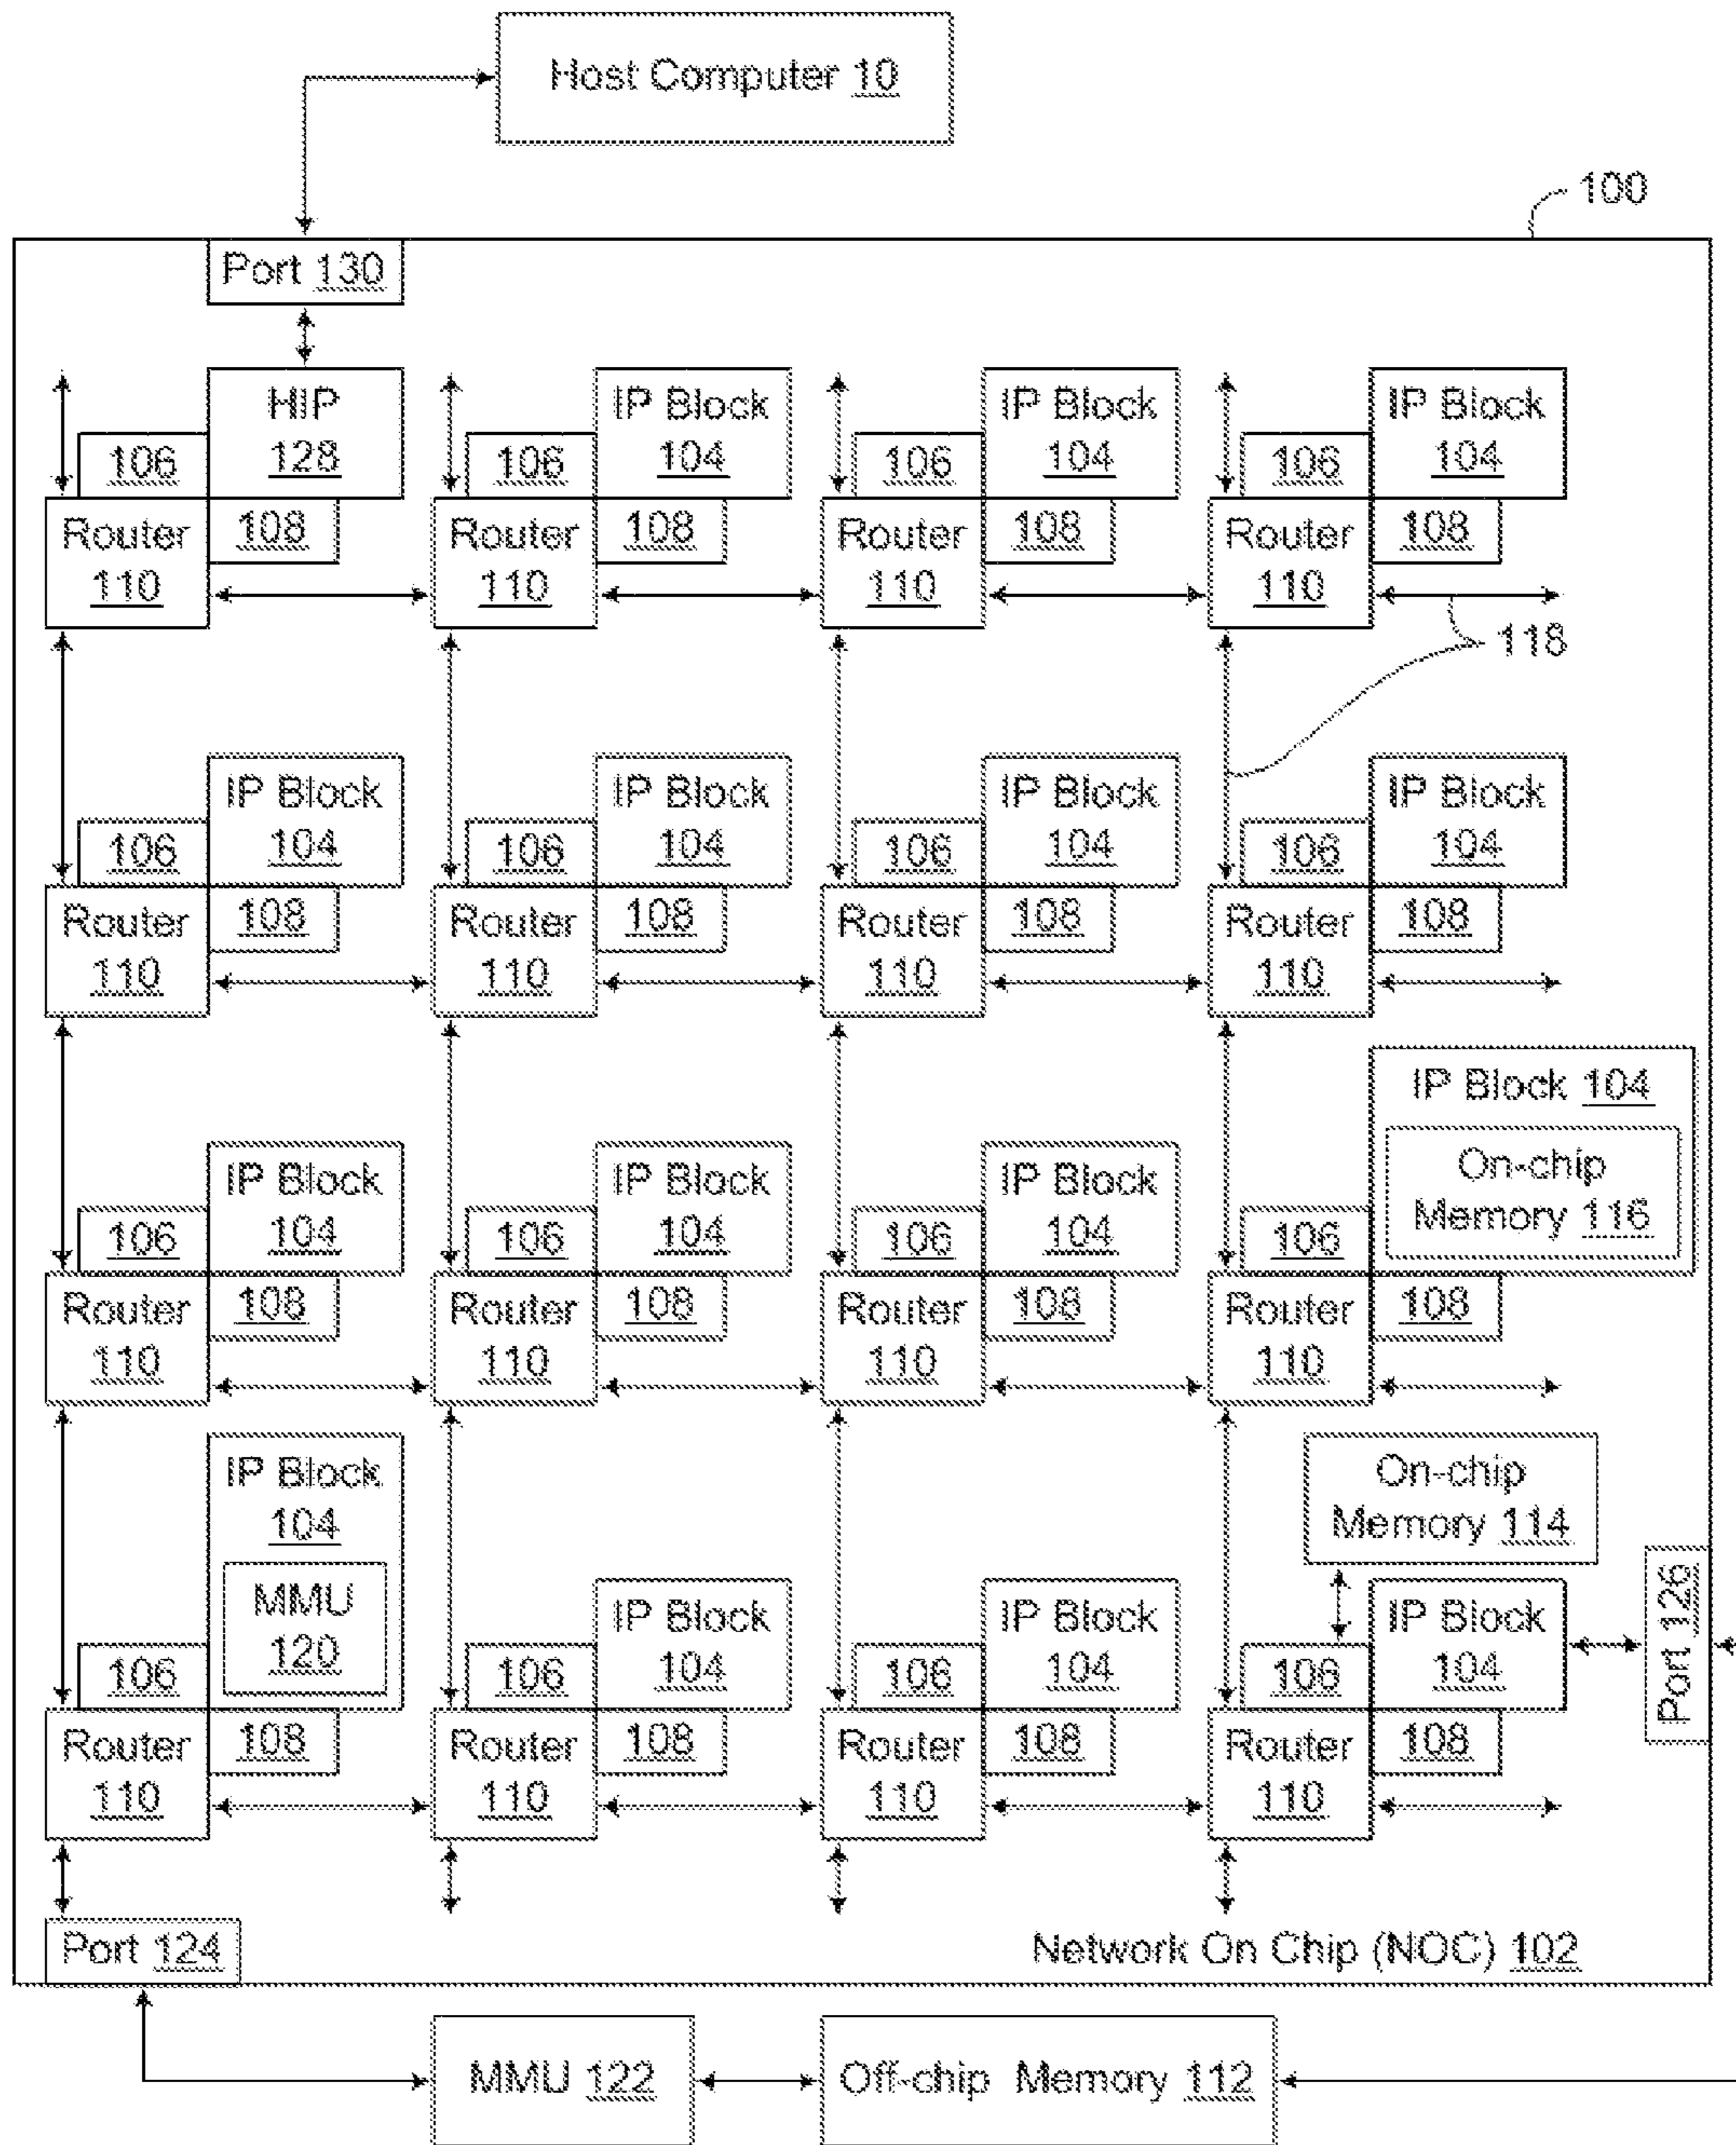 Host Computer 10
100
Port 130
HIP IP Block IP Block IP Block
106 128 106 104 106 104 106 104
Router 108 Router 108 Router 108 Router 108
110 110 110 110
118
IP Block IP Block IP Block IP Block
106 104 106 104 106 104 106 104
Router 108 Router 108 Router 108 Router 108
110 110 110 110
IP Block 104
IP Block IP Block IP Block On-chip
106 104 106 104 106 104 106 Memory 116
Router 108 Router 108 Router 108 Router 108
110 110 110 110
IP Block On-chip
104 Memory 114
MMU IP Block IP Block IP Block Port 126
106 120 106 104 106 104 106 104
Router 108 Router 108 Router 108 Router 108
110 110 110 110
Port 124 Network On Chip (NOC) 102
MMU 122 Off-chip Memory 112